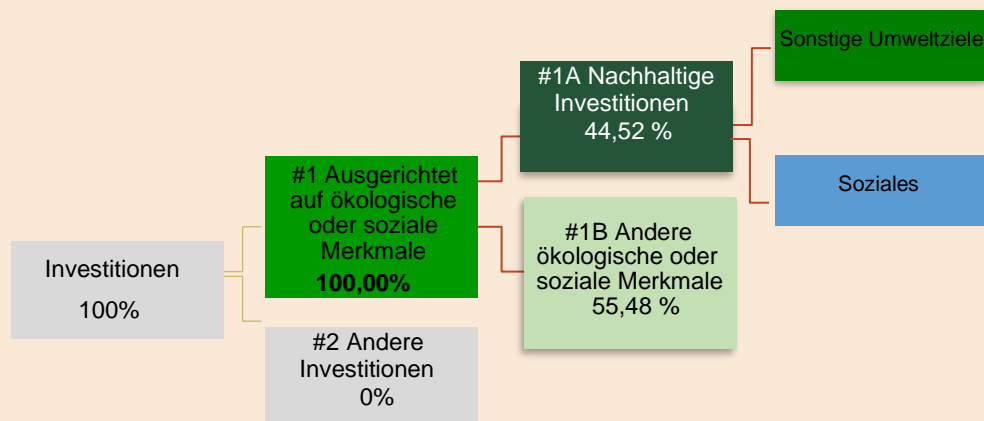 Investitionen
100%
#1 Ausgerichtet
auf ökologische
oder soziale
Merkmale
100,00%
#2 Andere
Investitionen
0%
#1A Nachhaltige
Investitionen
44,52 %
#1B Andere
ökologische oder
soziale Merkmale
55,48 %
Sonstige Umweltziele
Soziales